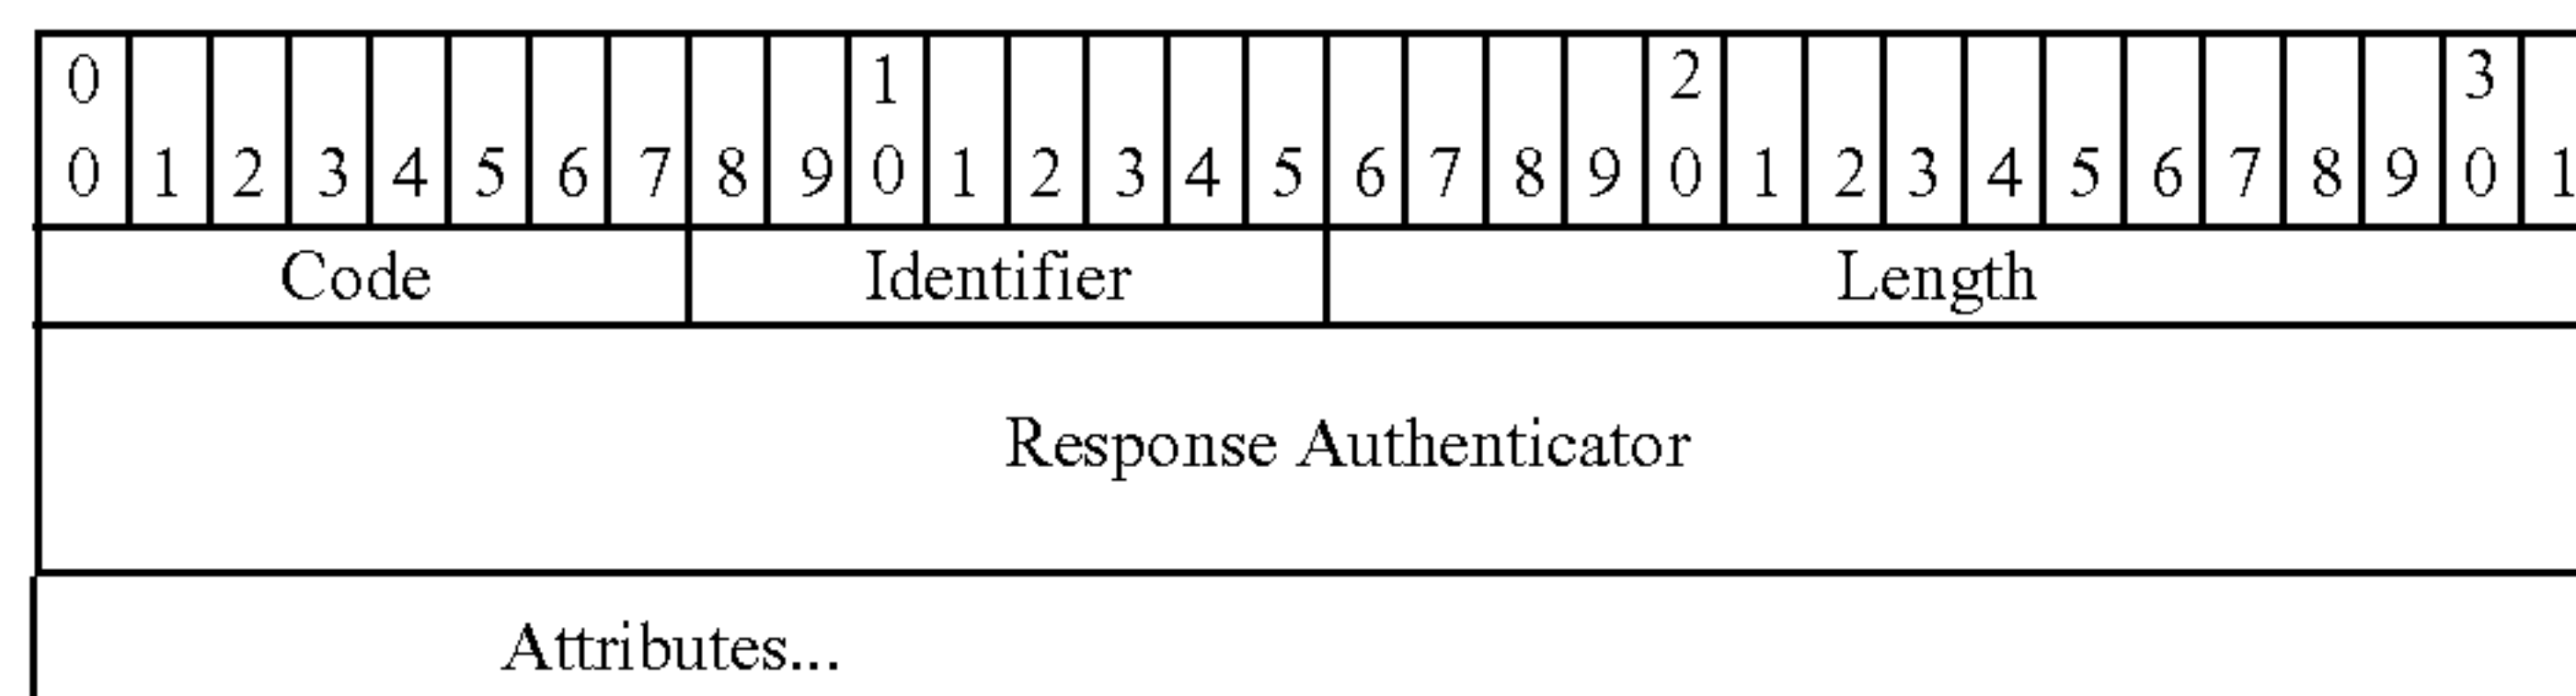 0 1 2 3
0 1 2 3 4 5 6 7 8 9 0 1 2 3 4 5 6 7 8 9 0 1 2 3 4 5 6 7 8 9 0 1
Code Identifier Length
Response Authenticator
Attributes...